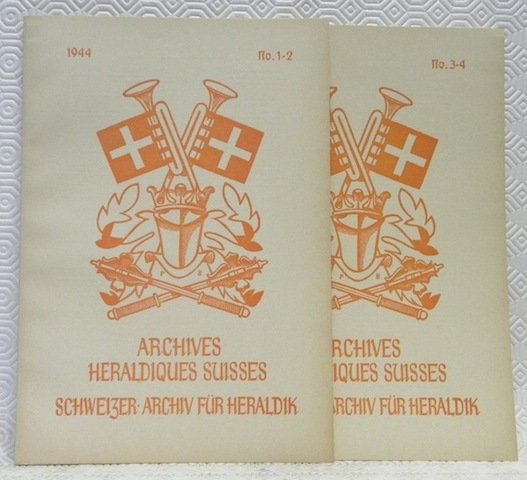 1944 No. 1-2
ARCHIVES
HERALDIQUES SUISSES
SCHWEIZER· ARCHIV FÜR HERALDIK
No. 3-4
RCHIVES
IQUES SUISSES
ARCHIV FÜR HERALDIK